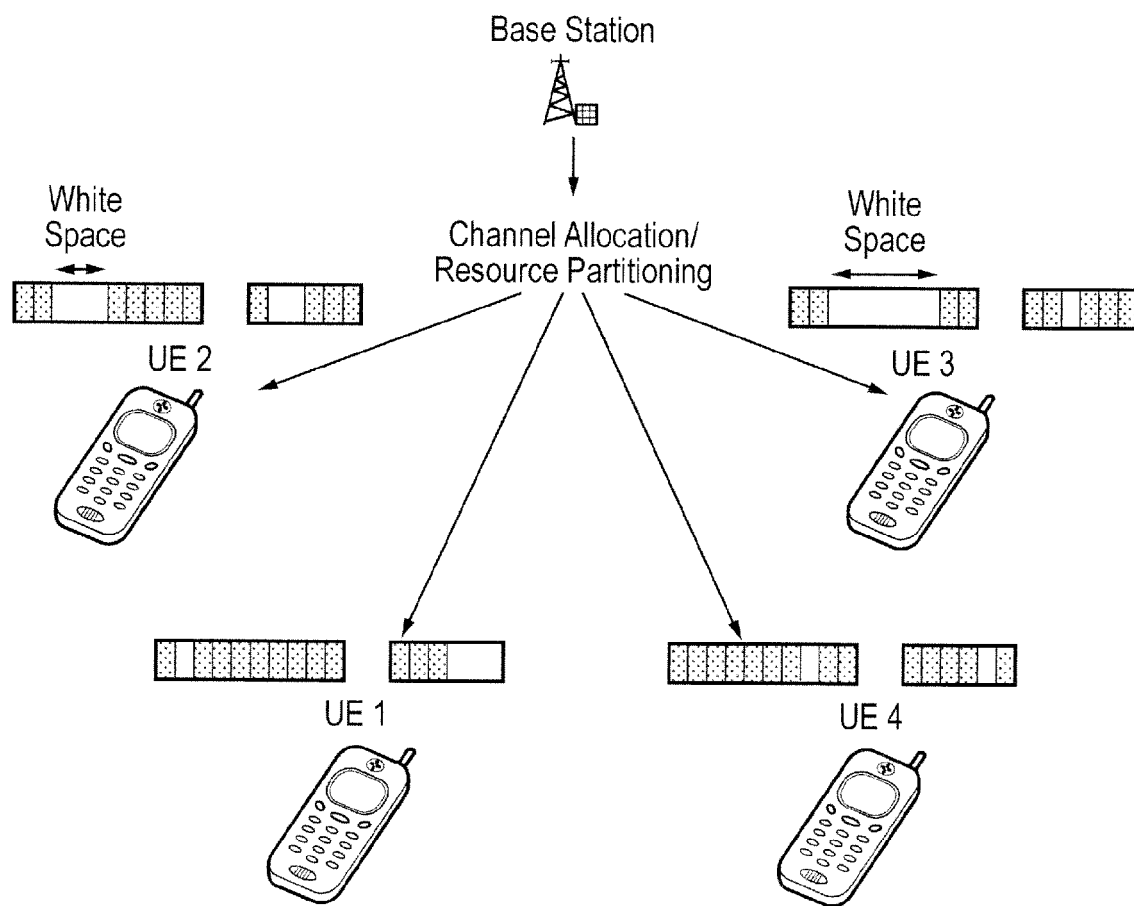 Base Station
White
Space
Channel Allocation/
Resource Partitioning
White
Space
UE 2
UE 3
UE 1
UE 4